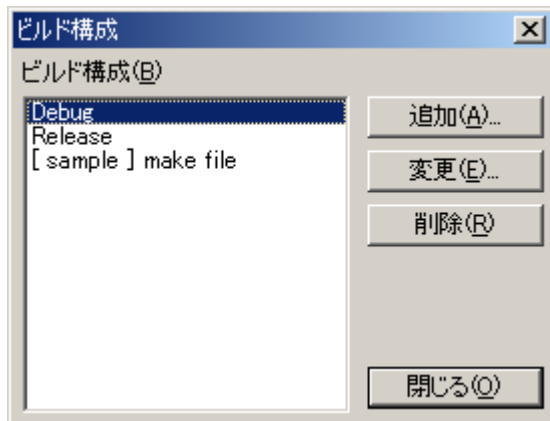 ビルド構成
ビルド構成(B)
Debug
Release
[ sample ] make file
追加(A)...
変更(E)...
削除(R)
閉じる(O)